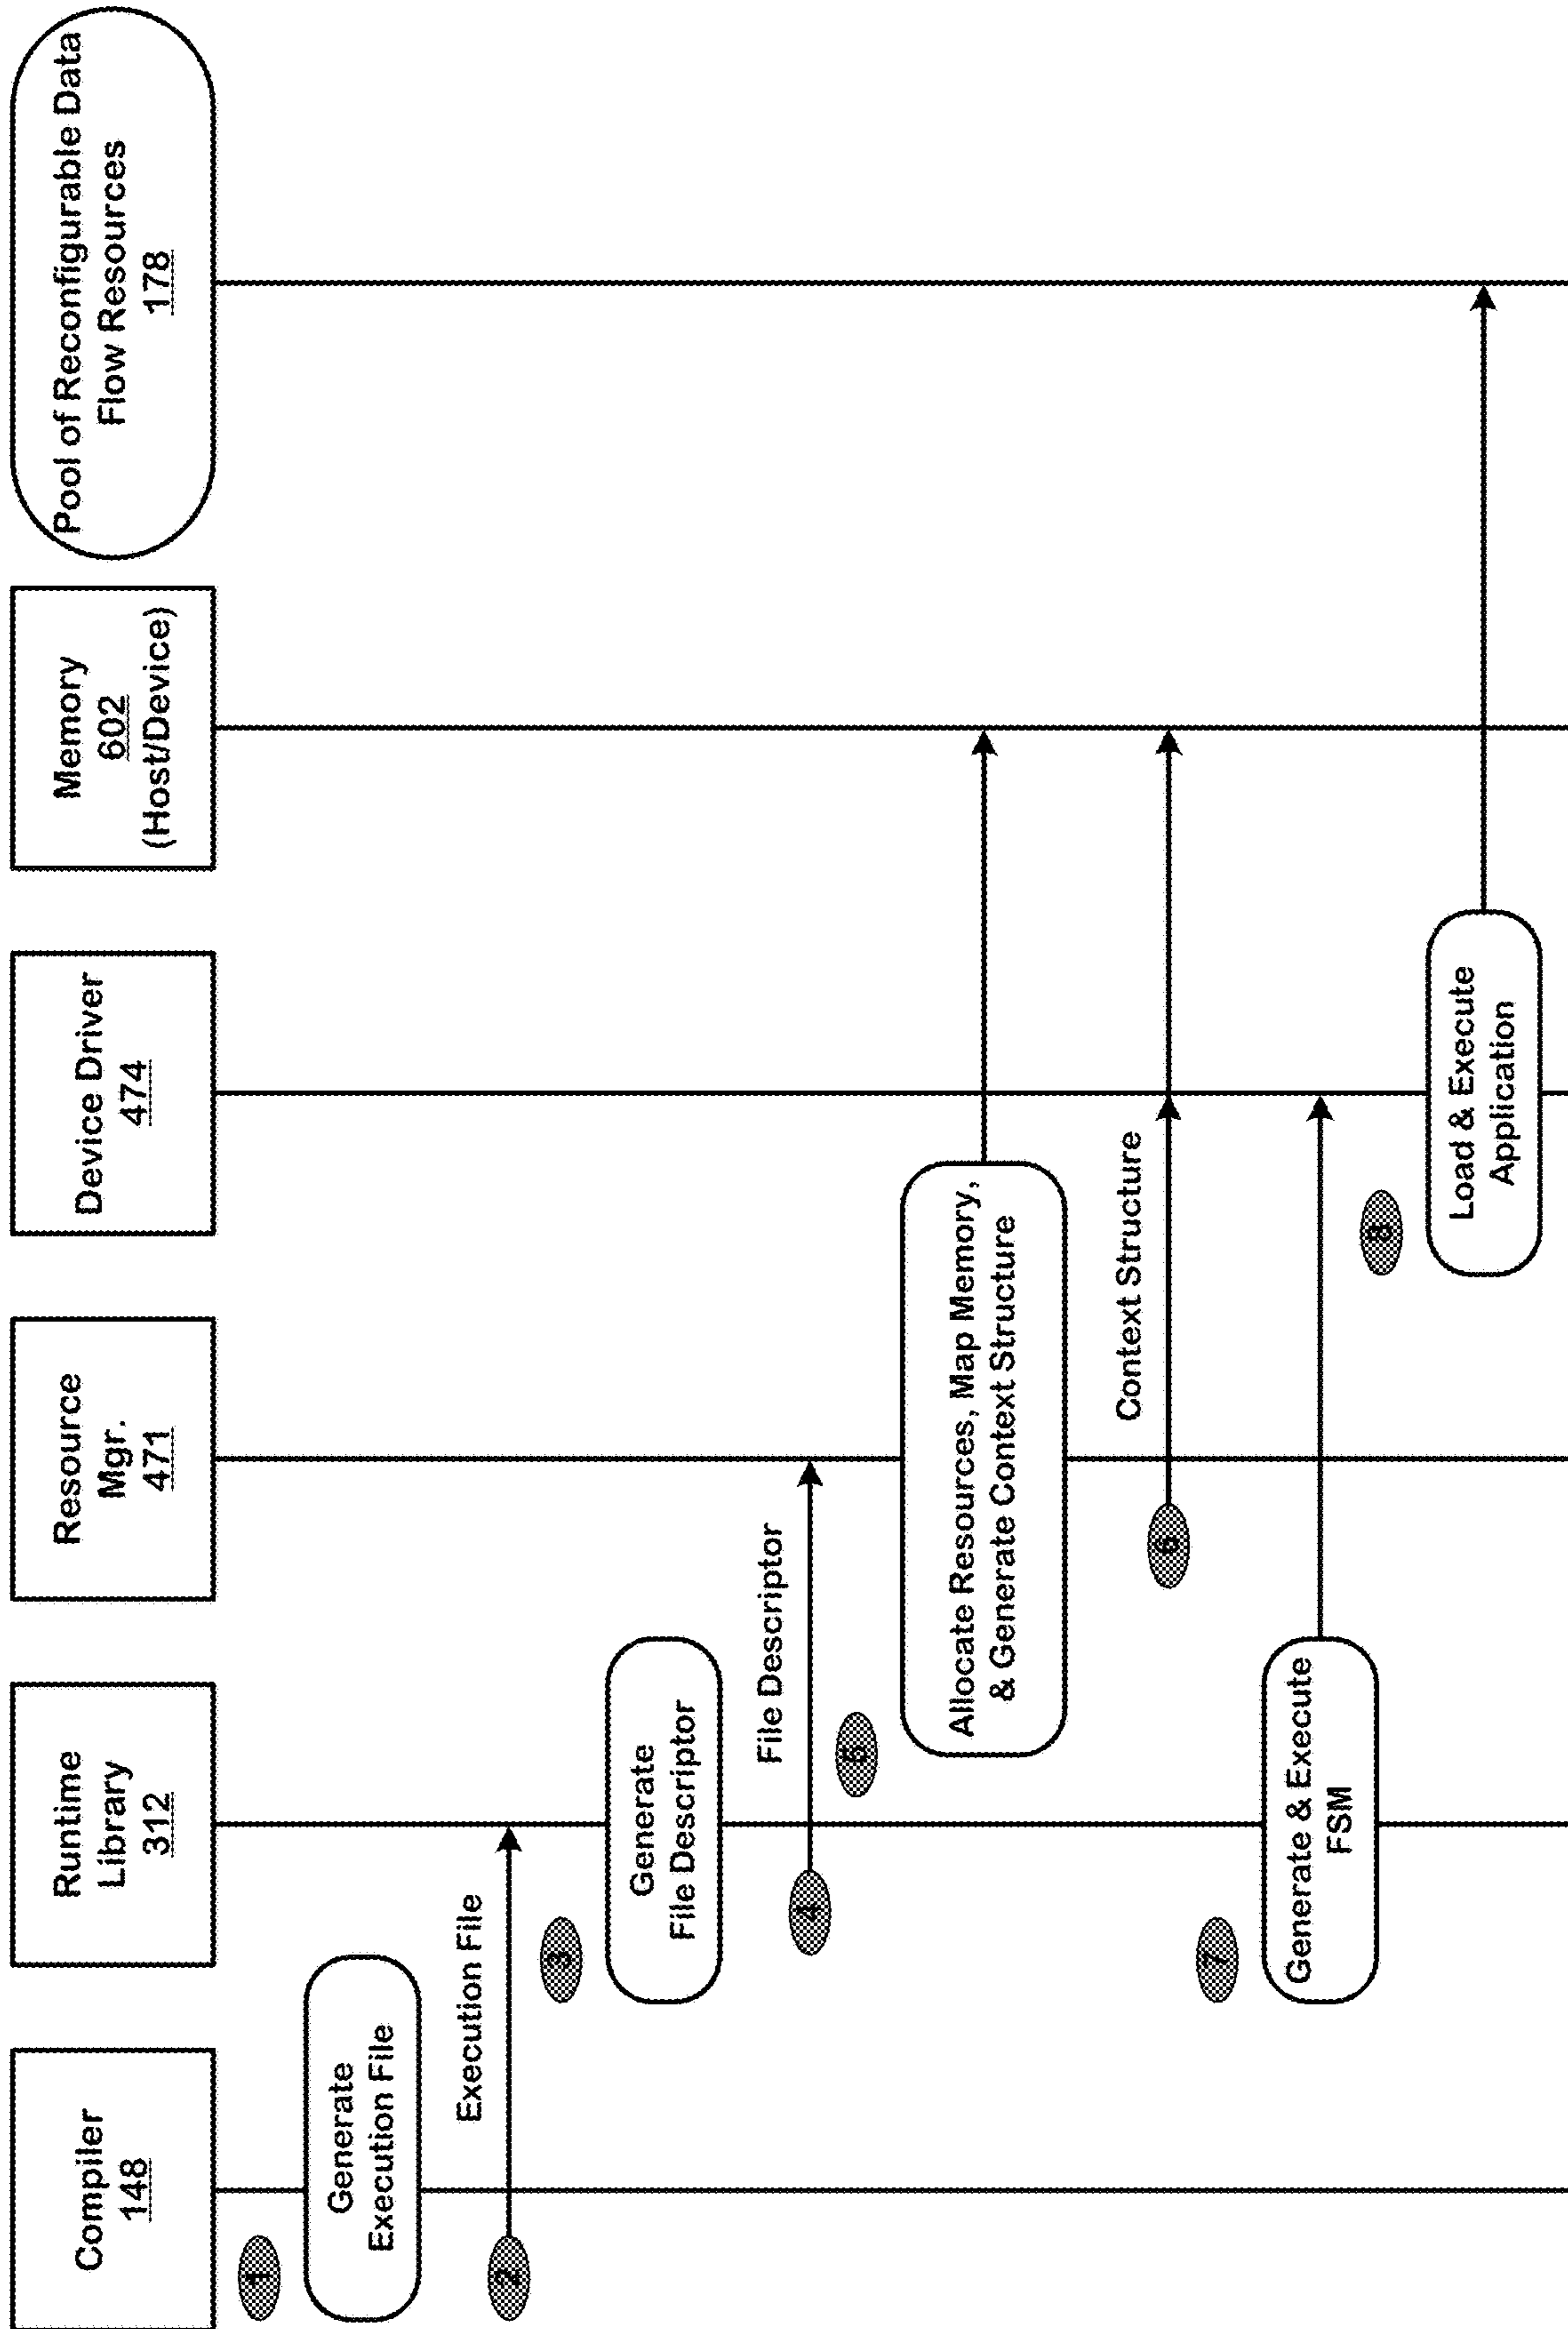 Compiler
148
Runtime
Library
312
Resource
Mgr.
471
Device Driver
474
Memory
602
(Host/Device)
Pool of Reconfigurable Data
Flow Resources
178
1
Generate
Execution File
2
Execution File
3
Generate
File Descriptor
4
File Descriptor
5
Allocate Resources, Map Memory,
& Generate Context Structure
6
Context Structure
7
Generate & Execute
FSM
8
Load & Execute
Application